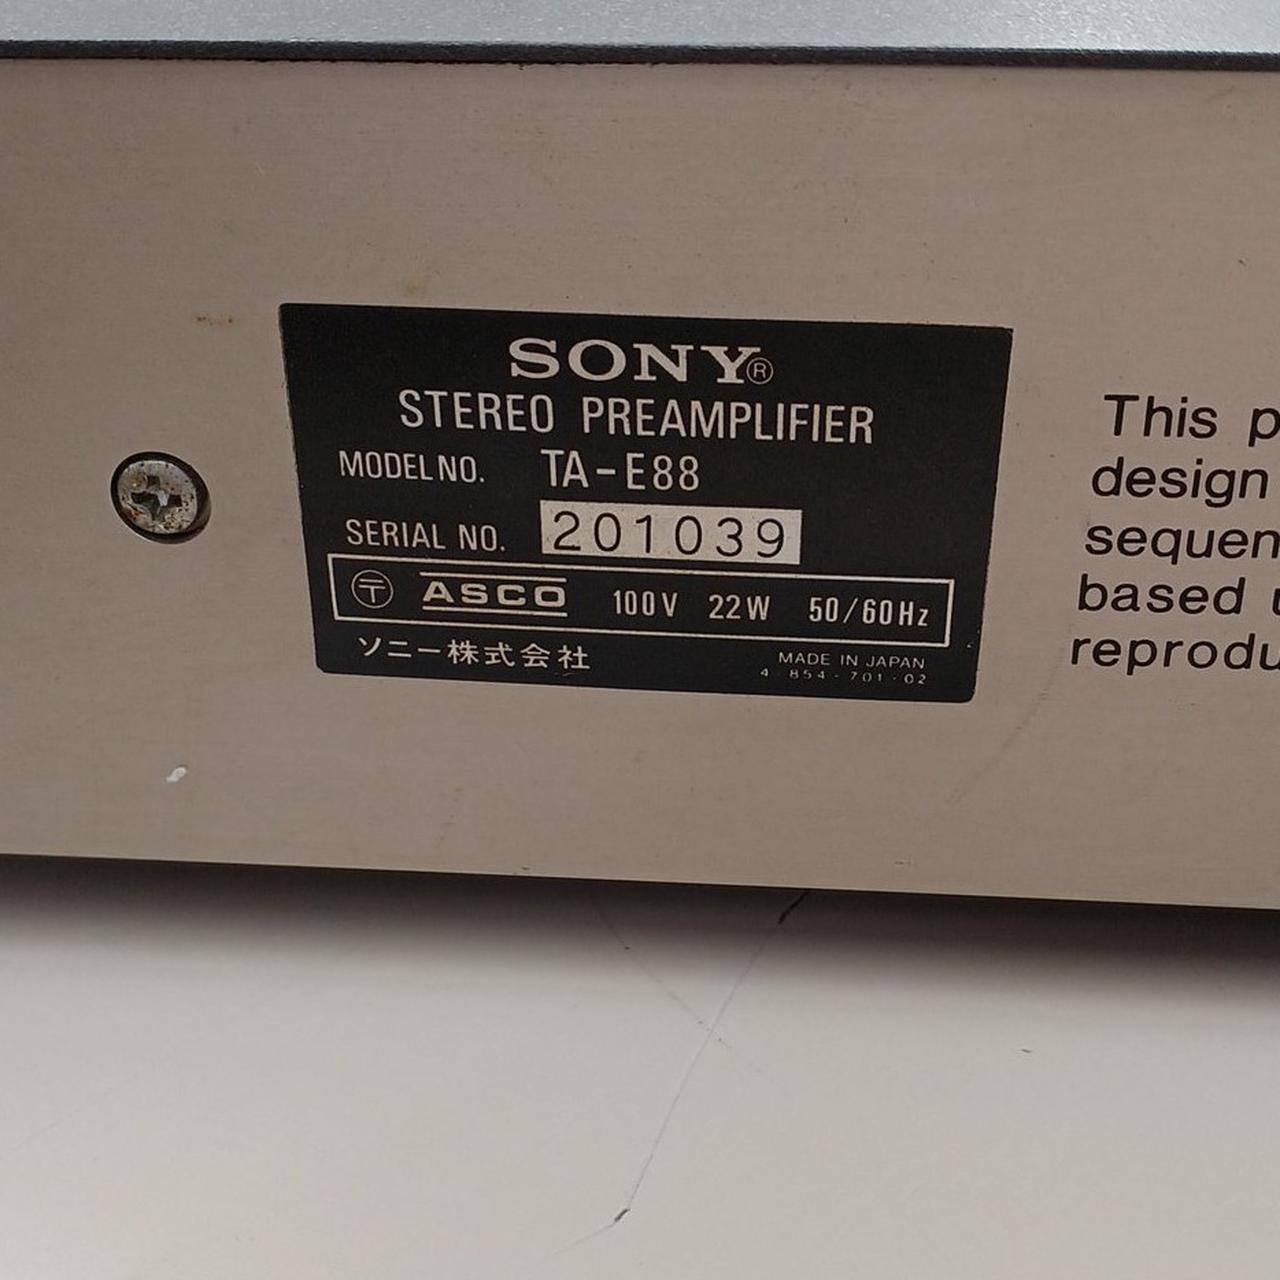 SONY®
STEREO PREAMPLIFIER
MODEL NO. TA-E88
SERIAL NO. 201039
〒 ASCO 100V 22W 50/60Hz
ソニー株式会社
MADE IN JAPAN
4-854-701-02
This p
design
sequen
based
reprodu